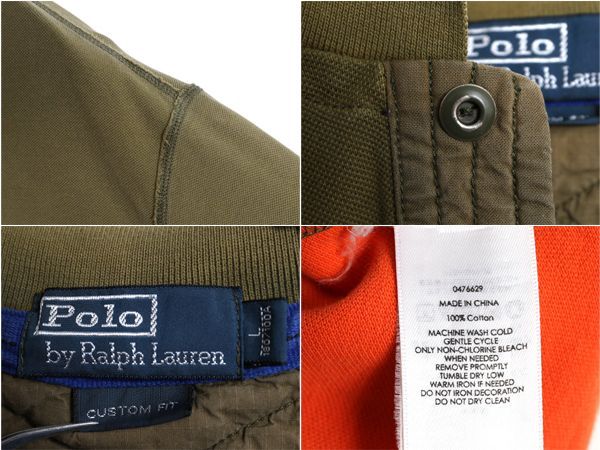 Polo
Ralph Lau
Polo
by Ralph Lauren
L
CUSTOM FIT
0476629
MADE IN CHINA
100% Cotton
MACHINE WASH COLD
GENTLE CYCLE
ONLY NON-CHLORINE BLEACH
WHEN NEEDED
REMOVE PROMPTLY
TUMBLE DRY LOW
WARM IRON IF NEEDED
DO NOT IRON DECORATION
DO NOT DRY CLEAN